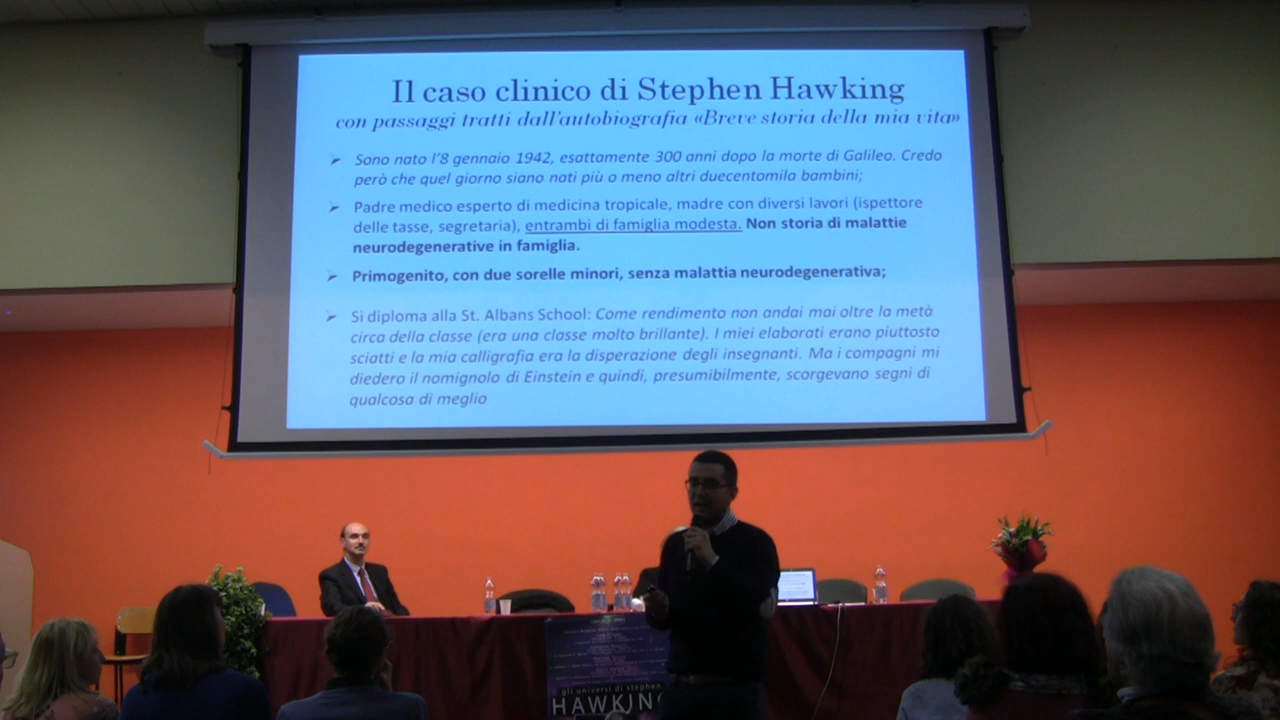 Il caso clinico di Stephen Hawking
con passaggi tratti dall'autobiografia «Breve storia della mia vita»
Sono nato l'8 gennaio 1942, esattamente 300 anni dopo la morte di Galileo. Credo
però che quel giorno siano nati più o meno altri duecentomila bambini;
Padre medico esperto di medicina tropicale, madre con diversi lavori (ispettore
delle tasse, segretaria), entrambi di famiglia modesta. Non storia di malattie
neurodegenerative in famiglia.
Primogenito, con due sorelle minori, senza malattia neurodegenerativa;
Si diploma alla St. Albans School: Come rendimento non andai mai oltre la metà
circa della classe (era una classe molto brillante). I miei elaborati erano piuttosto
sciatti e la mia calligrafia era la disperazione degli insegnanti. Ma i compagni mi
diedero il nomignolo di Einstein e quindi, presumibilmente, scorgevano segni di
qualcosa di meglio
gli universi di stephen
HAWKING